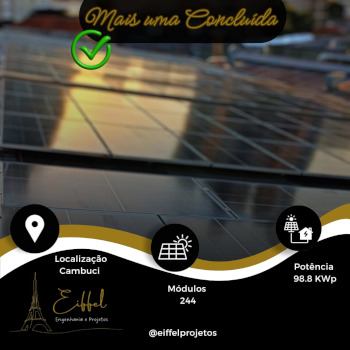 Mais uma Concluída
Localização
Cambuci
Módulos
244
Potência
98.8 KWp
Eiffel
Engenharia e Projetos
@eiffelprojetos